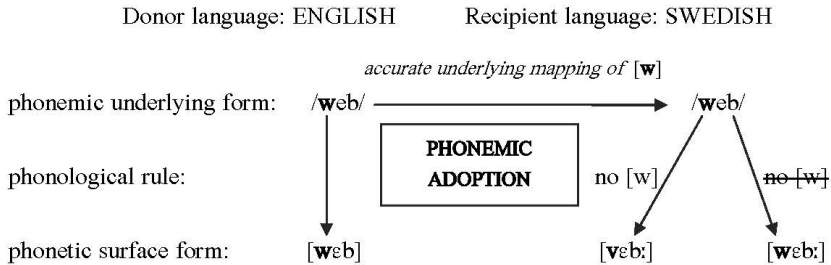 Donor language: ENGLISH Recipient language: SWEDISH
accurate underlying mapping of [w]
phonemic underlying form: /web/ /web/
PHONEMIC
ADOPTION
phonological rule: no [w] no [w]
phonetic surface form: [wɛb] [vɛbː] [wɛbː]